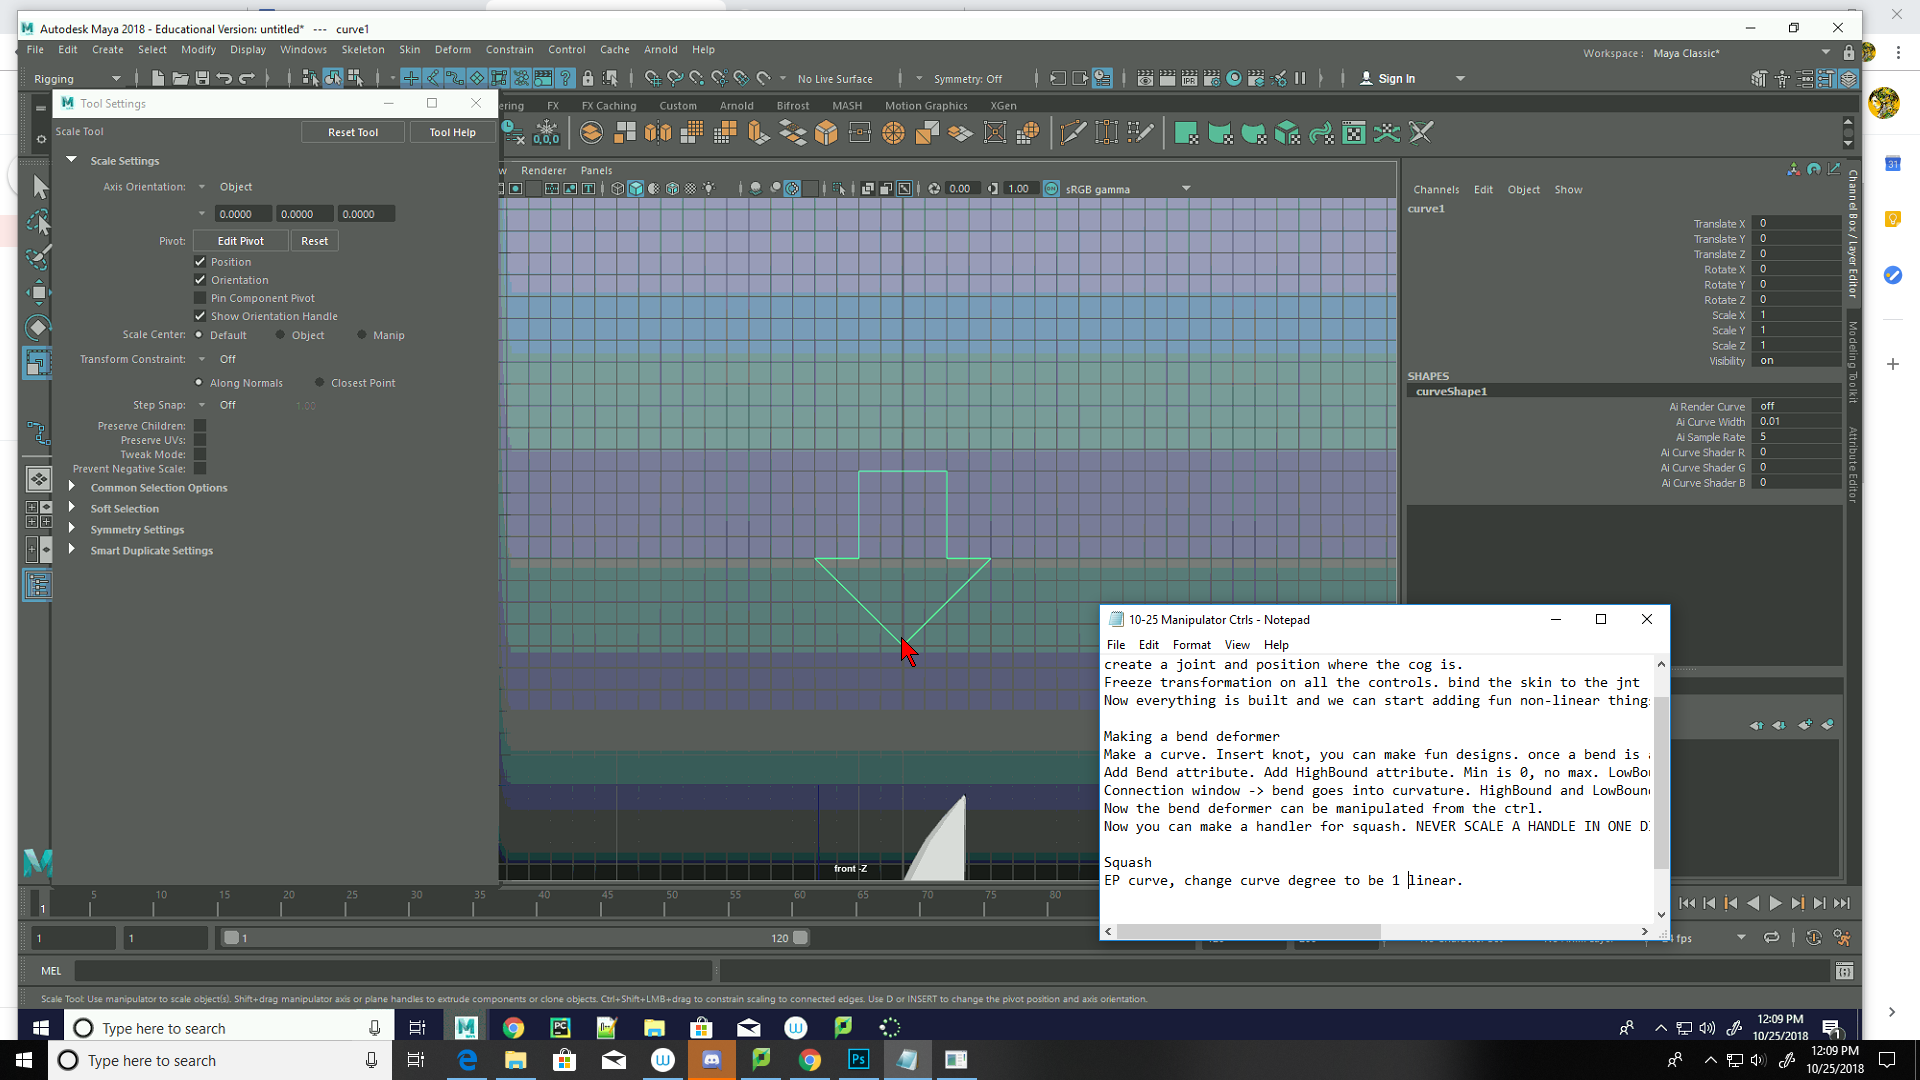 Autodesk Maya 2018 - Educational Version: untitled* --- curve1
File Edit Create Select Modify Display Windows Skeleton Skin Deform Constrain Control Cache Arnold Help
Workspace : Maya Classic*
Rigging
No Live Surface
Symmetry: Off
Sign In
Tool Settings
ering FX FX Caching Custom Arnold Bifrost MASH Motion Graphics XGen
Scale Tool
Reset Tool
Tool Help
0,0,0
Scale Settings
Renderer Panels
Axis Orientation: Object
0.00 1.00 sRGB gamma
0.0000 0.0000 0.0000
Pivot: Edit Pivot Reset
Position
Orientation
Pin Component Pivot
Show Orientation Handle
Scale Center: Default Object Manip
Transform Constraint: Off
Along Normals Closest Point
Step Snap: Off 1.00
Preserve Children:
Preserve UVs:
Tweak Mode:
Prevent Negative Scale:
Common Selection Options
Soft Selection
Symmetry Settings
Smart Duplicate Settings
front -Z
Channels Edit Object Show
curve1
Translate X 0
Translate Y 0
Translate Z 0
Rotate X 0
Rotate Y 0
Rotate Z 0
Scale X 1
Scale Y 1
Scale Z 1
Visibility on
SHAPES
curveShape1
Ai Render Curve off
Ai Curve Width 0.01
Ai Sample Rate 5
Ai Curve Shader R 0
Ai Curve Shader G 0
Ai Curve Shader B 0
Channel Box / Layer Editor
Modeling Toolkit
Attribute Editor
31
10-25 Manipulator Ctrls - Notepad
File Edit Format View Help
create a joint and position where the cog is.
Freeze transformation on all the controls. bind the skin to the jnt
Now everything is built and we can start adding fun non-linear thing
Making a bend deformer
Make a curve. Insert knot, you can make fun designs. once a bend is
Add Bend attribute. Add HighBound attribute. Min is 0, no max. LowBou
Connection window -> bend goes into curvature. HighBound and LowBoun
Now the bend deformer can be manipulated from the ctrl.
Now you can make a handler for squash. NEVER SCALE A HANDLE IN ONE D
Squash
EP curve, change curve degree to be 1 linear.
1 5 10 15 20 25 30 35 40 45 50 55 60 65 70 75 80
1 1 1 120
fps
MEL
Scale Tool: Use manipulator to scale object(s). Shift+drag manipulator axis or plane handles to extrude components or clone objects. Ctrl+Shift+LMB+drag to constrain scaling to connected edges. Use D or INSERT to change the pivot position and axis orientation.
Type here to search
12:09 PM
10/25/2018
1
Type here to search
Ps
12:09 PM
10/25/2018